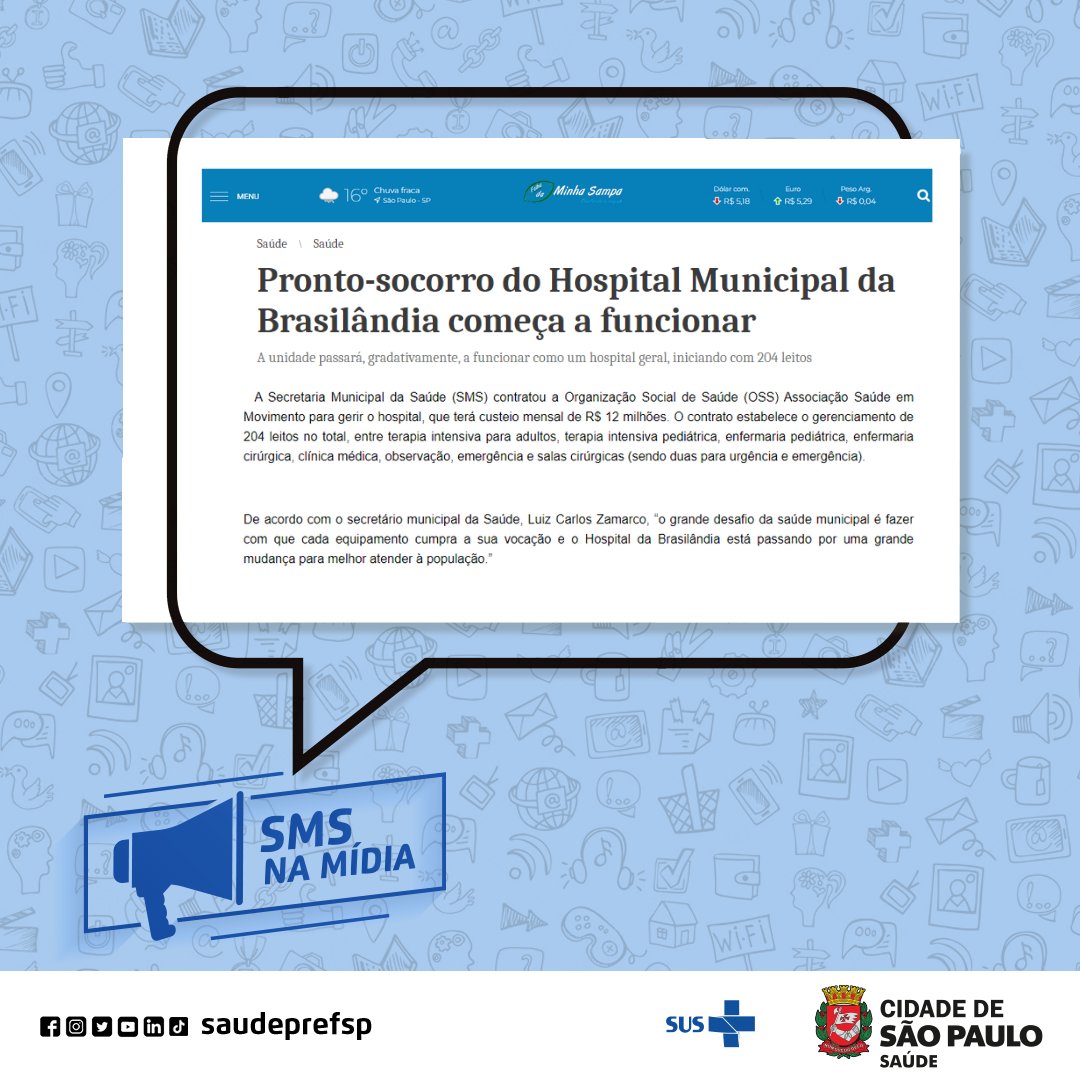 MENU
16°
Chuva fraca
São Paulo - SP
Minha Sampa
Dólar com.
R$ 5,18
Euro
R$ 5,29
Peso Arg.
R$ 0,04
Saúde \ Saúde
Pronto-socorro do Hospital Municipal da
Brasilândia começa a funcionar
A unidade passará, gradativamente, a funcionar como um hospital geral, iniciando com 204 leitos
A Secretaria Municipal da Saúde (SMS) contratou a Organização Social de Saúde (OSS) Associação Saúde em
Movimento para gerir o hospital, que terá custeio mensal de R$ 12 milhões. O contrato estabelece o gerenciamento de
204 leitos no total, entre terapia intensiva para adultos, terapia intensiva pediátrica, enfermaria pediátrica, enfermaria
cirúrgica, clínica médica, observação, emergência e salas cirúrgicas (sendo duas para urgência e emergência).
De acordo com o secretário municipal da Saúde, Luiz Carlos Zamarco, “o grande desafio da saúde municipal é fazer
com que cada equipamento cumpra a sua vocação e o Hospital da Brasilândia está passando por uma grande
mudança para melhor atender à população.”
SMS
NA MÍDIA
WI-FI
WI-FI
saudeprefsp
SUS
CIDADE DE
SÃO PAULO
SAÚDE